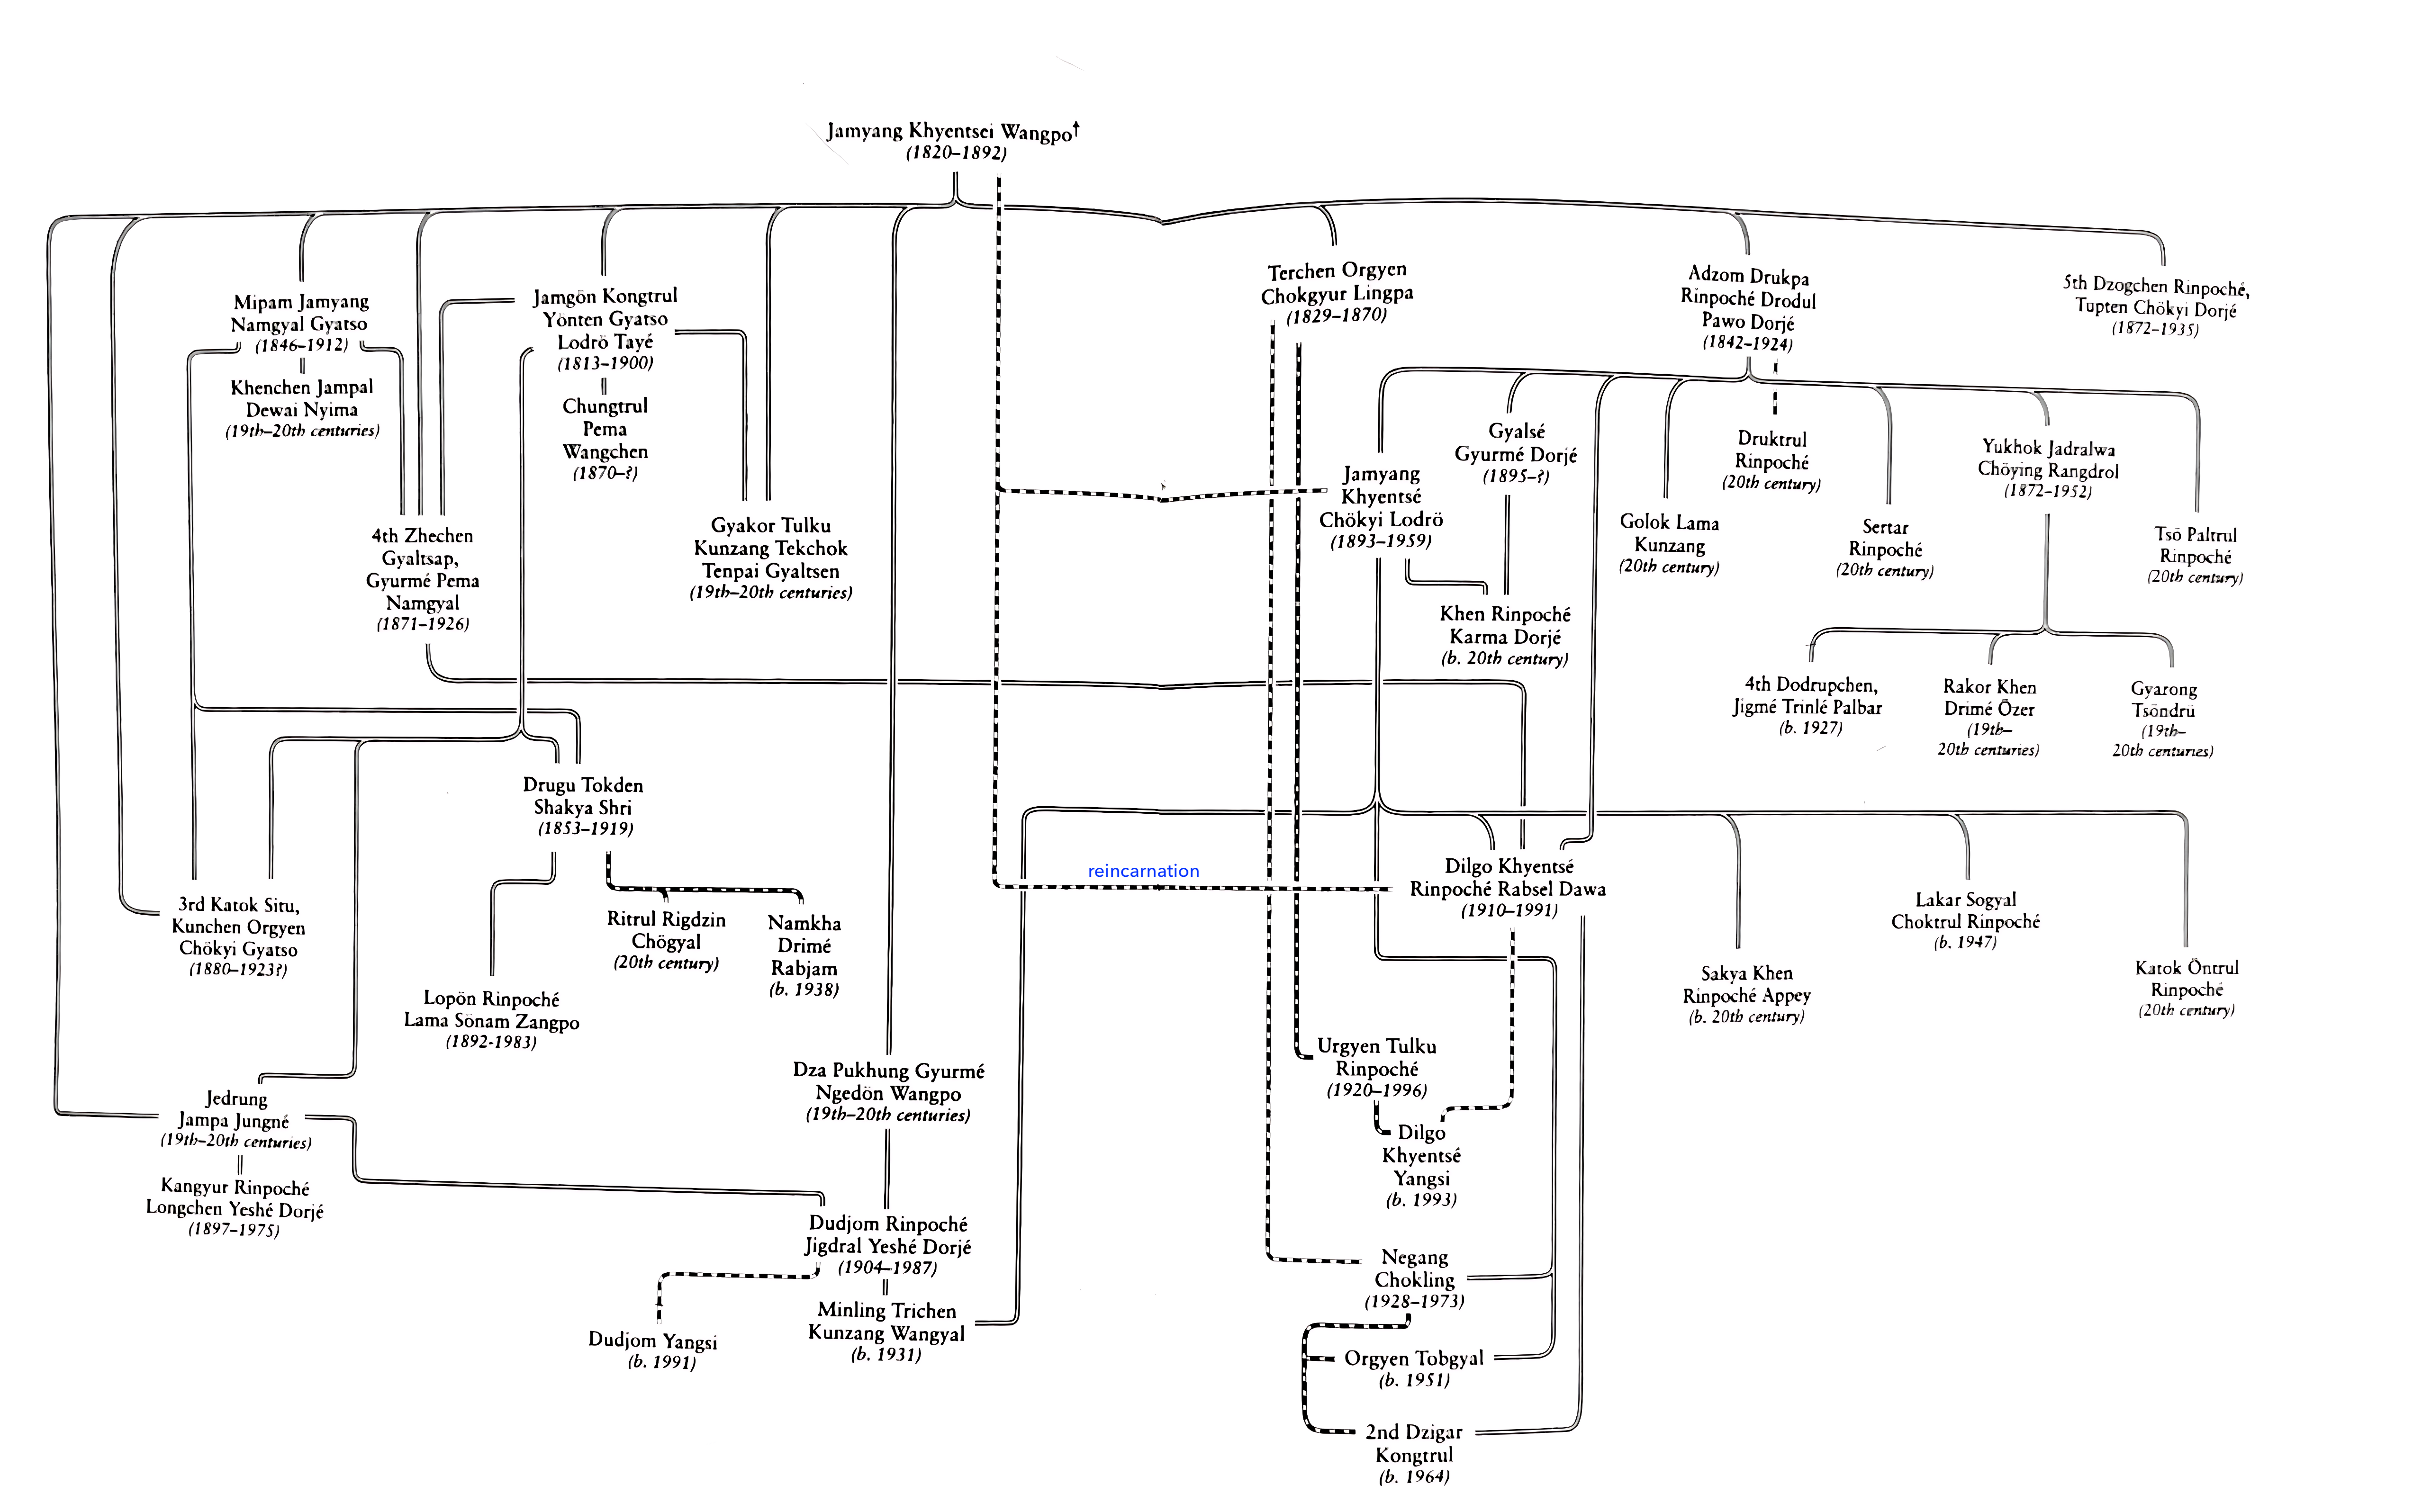 Jamyang Khyentsei Wangpo†
(1820–1892)
Mipam Jamyang
Namgyal Gyatso
(1846–1912)
Khenchen Jampal
Dewai Nyima
(19th–20th centuries)
Jamgön Kongtrul
Yönten Gyatso
Lodrö Tayé
(1813–1900)
Chungtrul
Pema
Wangchen
(1870–?)
Terchen Orgyen
Chokgyur Lingpa
(1829–1870)
Adzom Drukpa
Rinpoché Drodul
Pawo Dorjé
(1842–1924)
5th Dzogchen Rinpoché,
Tupten Chökyi Dorjé
(1872–1935)
4th Zhechen
Gyaltsap,
Gyurmé Pema
Namgyal
(1871–1926)
Gyakor Tulku
Kunzang Tekchok
Tenpai Gyaltsen
(19th–20th centuries)
Jamyang
Khyentsé
Chökyi Lodrö
(1893–1959)
Gyalsé
Gyurmé Dorjé
(1895–?)
Khen Rinpoché
Karma Dorjé
(b. 20th century)
Golok Lama
Kunzang
(20th century)
Druktrul
Rinpoché
(20th century)
Sertar
Rinpoché
(20th century)
Yukhok Jadralwa
Chöying Rangdrol
(1872–1952)
Tsö Paltrul
Rinpoché
(20th century)
4th Dodrupchen,
Jigmé Trinlé Palbar
(b. 1927)
Rakor Khen
Drimé Özer
(19th–
20th centuries)
Gyarong
Tsöndrü
(19th–
20th centuries)
Drugu Tokden
Shakya Shri
(1853–1919)
3rd Katok Situ,
Kunchen Orgyen
Chökyi Gyatso
(1880–1923?)
Lopön Rinpoché
Lama Sönam Zangpo
(1892-1983)
Ritrul Rigdzin
Chögyal
(20th century)
Namkha
Drimé
Rabjam
(b. 1938)
reincarnation
Dilgo Khyentsé
Rinpoché Rabsel Dawa
(1910–1991)
Sakya Khen
Rinpoché Appey
(b. 20th century)
Lakar Sogyal
Choktrul Rinpoché
(b. 1947)
Katok Öntrul
Rinpoché
(20th century)
Jedrung
Jampa Jungné
(19th–20th centuries)
Kangyur Rinpoché
Longchen Yeshé Dorjé
(1897–1975)
Dza Pukhung Gyurmé
Ngedön Wangpo
(19th–20th centuries)
Dudjom Rinpoché
Jigdral Yeshé Dorjé
(1904–1987)
Dudjom Yangsi
(b. 1991)
Minling Trichen
Kunzang Wangyal
(b. 1931)
Urgyen Tulku
Rinpoché
(1920–1996)
Dilgo
Khyentsé
Yangsi
(b. 1993)
Negang
Chokling
(1928–1973)
Orgyen Tobgyal
(b. 1951)
2nd Dzigar
Kongtrul
(b. 1964)